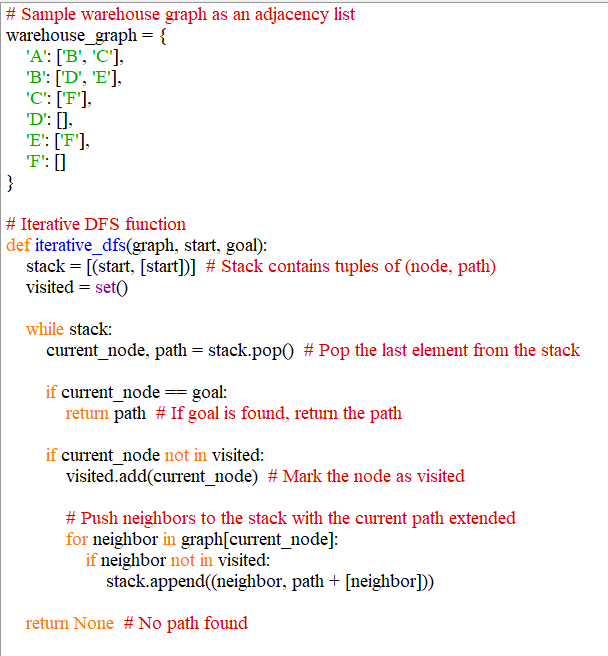 # Sample warehouse graph as an adjacency list
warehouse_graph = {
    'A': ['B', 'C'],
    'B': ['D', 'E'],
    'C': ['F'],
    'D': [],
    'E': ['F'],
    'F': []
}

# Iterative DFS function
def iterative_dfs(graph, start, goal):
    stack = [(start, [start])]  # Stack contains tuples of (node, path)
    visited = set()

    while stack:
        current_node, path = stack.pop()  # Pop the last element from the stack

        if current_node == goal:
            return path  # If goal is found, return the path

        if current_node not in visited:
            visited.add(current_node)  # Mark the node as visited

            # Push neighbors to the stack with the current path extended
            for neighbor in graph[current_node]:
                if neighbor not in visited:
                    stack.append((neighbor, path + [neighbor]))

    return None  # No path found